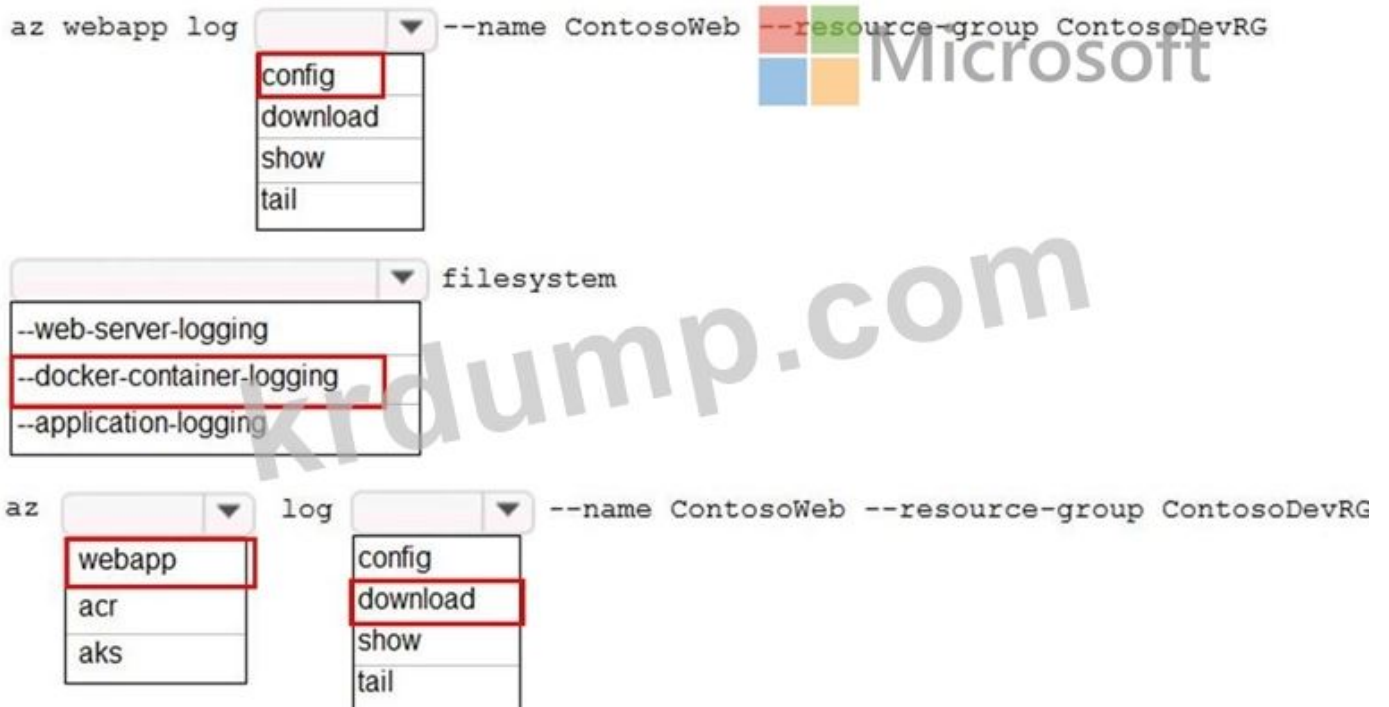 az webapp log --name ContosoWeb --resource-group ContosoDevRG
Microsoft
config
download
show
tail
filesystem
--web-server-logging
--docker-container-logging
--application-logging
krdump.com
az log --name ContosoWeb --resource-group ContosoDevRG
webapp
acr
aks
config
download
show
tail